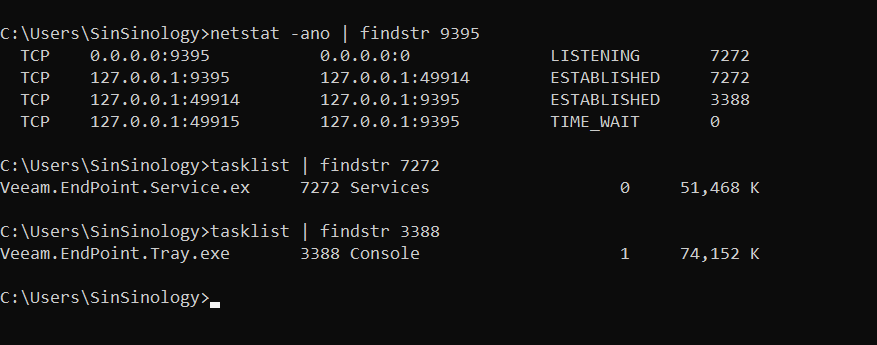 C:\Users\SinSinology>netstat -ano | findstr 9395
TCP 0.0.0.0:9395 0.0.0.0:0 LISTENING 7272
TCP 127.0.0.1:9395 127.0.0.1:49914 ESTABLISHED 7272
TCP 127.0.0.1:49914 127.0.0.1:9395 ESTABLISHED 3388
TCP 127.0.0.1:49915 127.0.0.1:9395 TIME_WAIT 0
C:\Users\SinSinology>tasklist | findstr 7272
Veeam.EndPoint.Service.ex 7272 Services 0 51,468 K
C:\Users\SinSinology>tasklist | findstr 3388
Veeam.EndPoint.Tray.exe 3388 Console 1 74,152 K
C:\Users\SinSinology>